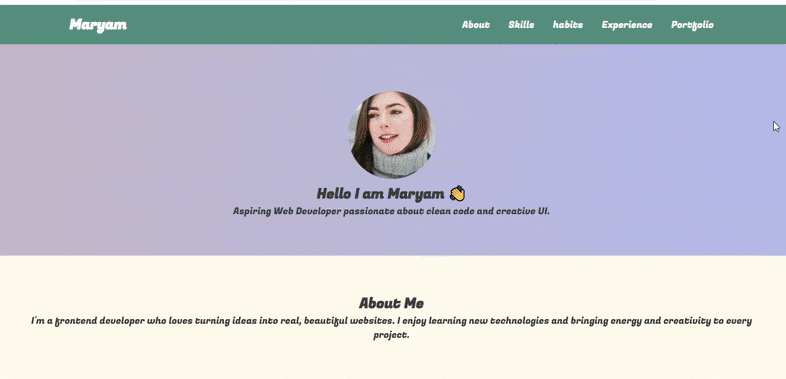 Maryam
About Skills habits Experience Portfolio
Hello I am Maryam 👋
Aspiring Web Developer passionate about clean code and creative UI.
About Me
I'm a frontend developer who loves turning ideas into real, beautiful websites. I enjoy learning new technologies and bringing energy and creativity to every
project.